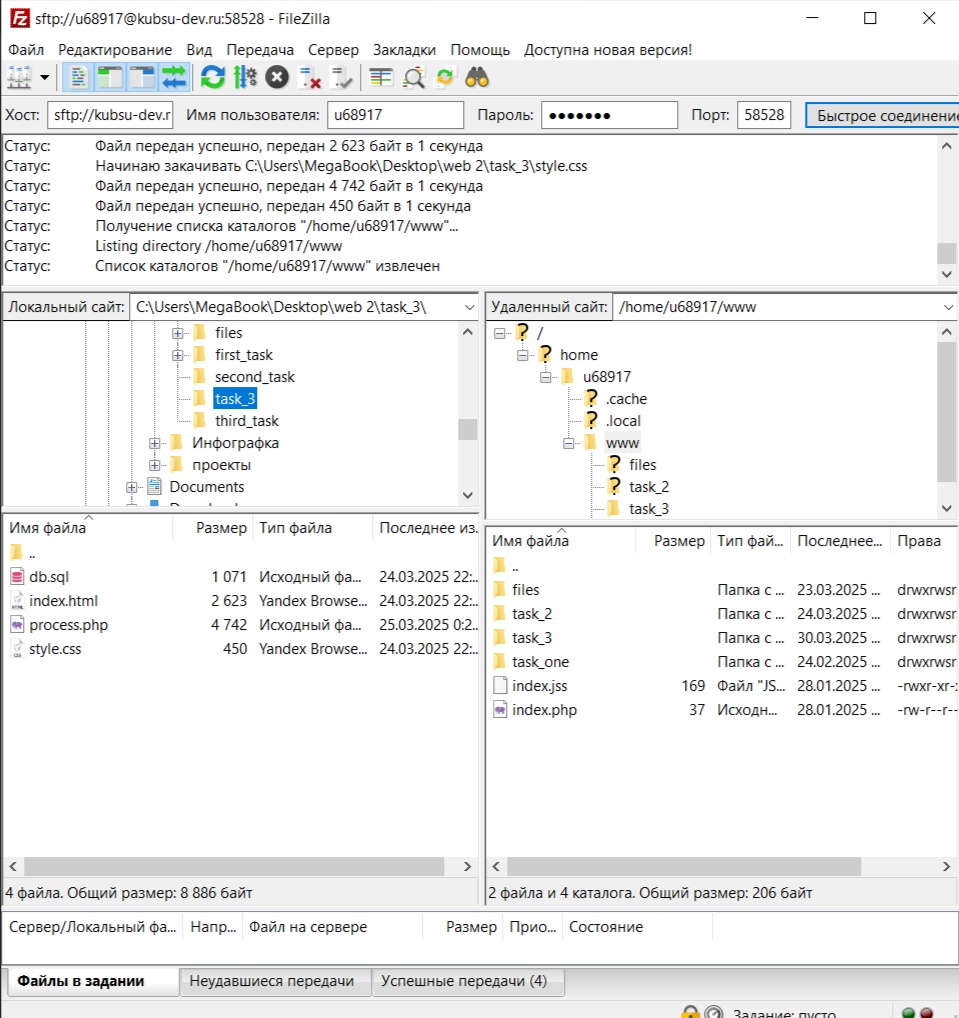 sftp://u68917@kubsu-dev.ru:58528 - FileZilla
Файл Редактирование Вид Передача Сервер Закладки Помощь Доступна новая версия!
Хост: sftp://kubsu-dev.r Имя пользователя: u68917 Пароль: ●●●●●●● Порт: 58528 Быстрое соединение
Статус: Файл передан успешно, передан 2 623 байт в 1 секунда
Статус: Начинаю закачивать C:\Users\MegaBook\Desktop\web 2\task_3\style.css
Статус: Файл передан успешно, передан 4 742 байт в 1 секунда
Статус: Файл передан успешно, передан 450 байт в 1 секунда
Статус: Получение списка каталогов "/home/u68917/www"...
Статус: Listing directory /home/u68917/www
Статус: Список каталогов "/home/u68917/www" извлечен
Локальный сайт: C:\Users\MegaBook\Desktop\web 2\task_3\
files
first_task
second_task
task_3
third_task
Инфографка
проекты
Documents
Имя файла Размер Тип файла Последнее из.
..
db.sql 1 071 Исходный фа... 24.03.2025 22:..
index.html 2 623 Yandex Browse... 24.03.2025 22:..
process.php 4 742 Исходный фа... 25.03.2025 0:2..
style.css 450 Yandex Browse... 24.03.2025 22:..
4 файла. Общий размер: 8 886 байт
Удаленный сайт: /home/u68917/www
/
home
u68917
.cache
.local
www
files
task_2
task_3
Имя файла Размер Тип фай... Последнее... Права
..
files Папка с ... 23.03.2025 ... drwxrwsr
task_2 Папка с ... 24.03.2025 ... drwxrwsr
task_3 Папка с ... 30.03.2025 ... drwxrwsr
task_one Папка с ... 24.02.2025 ... drwxrwsr
index.jss 169 Файл "JS... 28.01.2025 ... -rwxr-xr-x
index.php 37 Исходн... 28.01.2025 ... -rw-r--r--
2 файла и 4 каталога. Общий размер: 206 байт
Сервер/Локальный фа... Напр... Файл на сервере Размер Прио... Состояние
Файлы в задании Неудавшиеся передачи Успешные передачи (4)
Задание: пусто